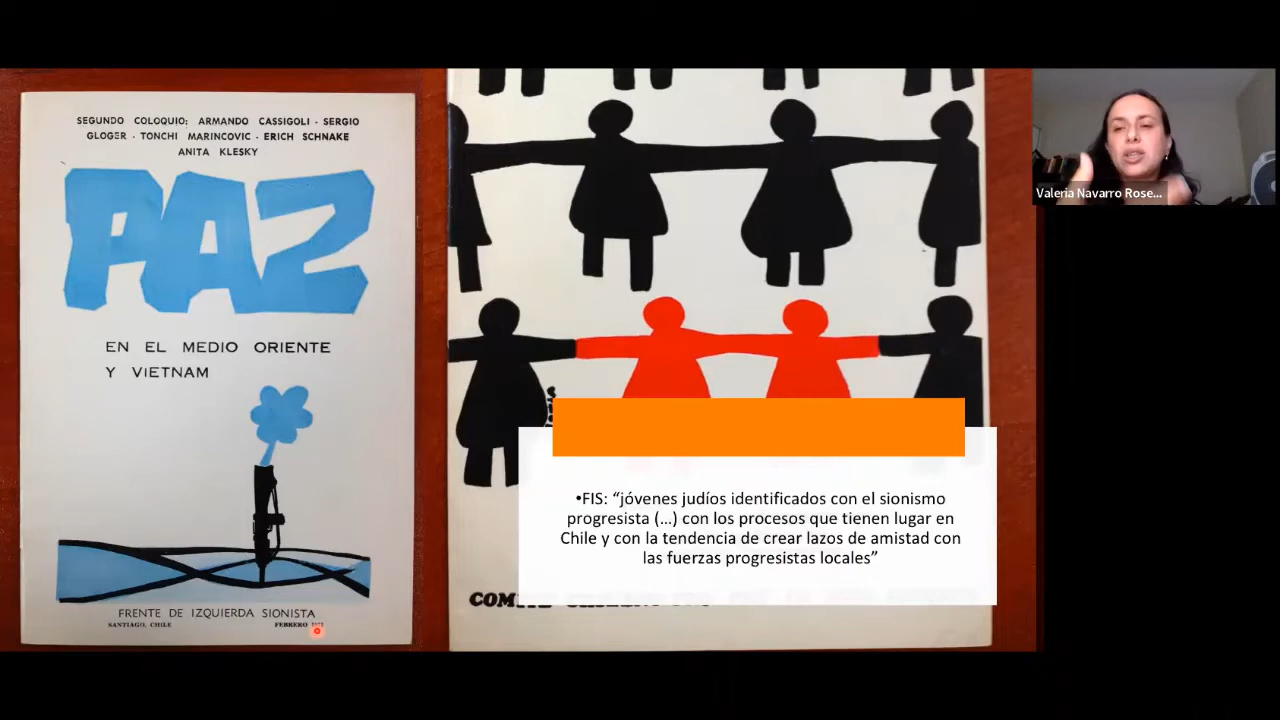 SEGUNDO COLOQUIO: ARMANDO CASSIGOLI - SERGIO
GLOGER - TONCHI MARINCOVIC - ERICH SCHNAKE
ANITA KLESKY
PAZ
EN EL MEDIO ORIENTE
Y VIETNAM
FRENTE DE IZQUIERDA SIONISTA
SANTIAGO, CHILE
FEBRERO
•FIS: “jóvenes judíos identificados con el sionismo
progresista (...) con los procesos que tienen lugar en
Chile y con la tendencia de crear lazos de amistad con
las fuerzas progresistas locales”
Valeria Navarro Rose...